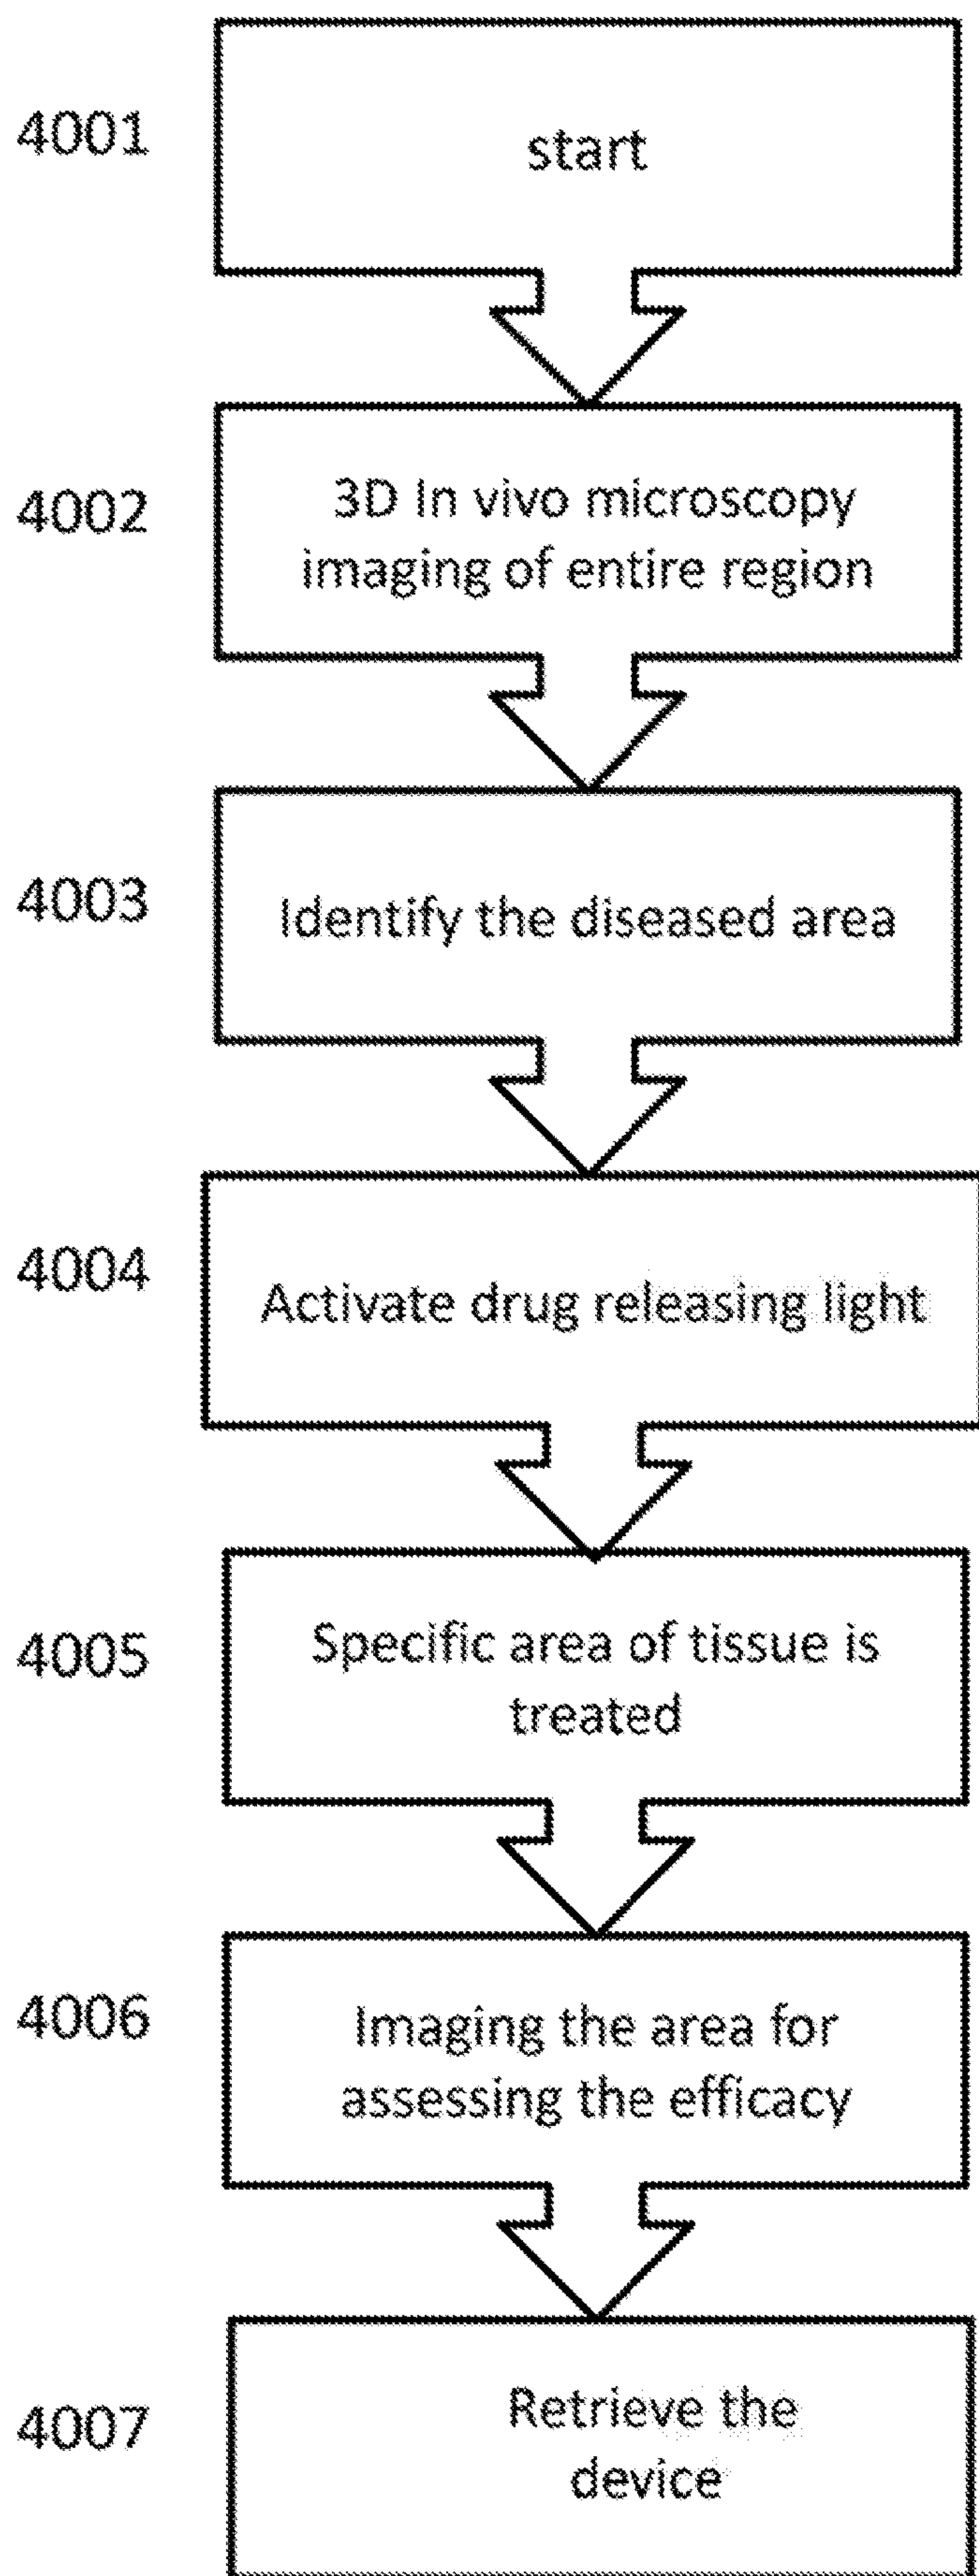 4001
start
4002
3D In vivo microscopy
imaging of entire region
4003
Identify the diseased area
4004
Activate drug releasing light
4005
Specific area of tissue is
treated
4006
Imaging the area for
assessing the efficacy
4007
Retrieve the
device